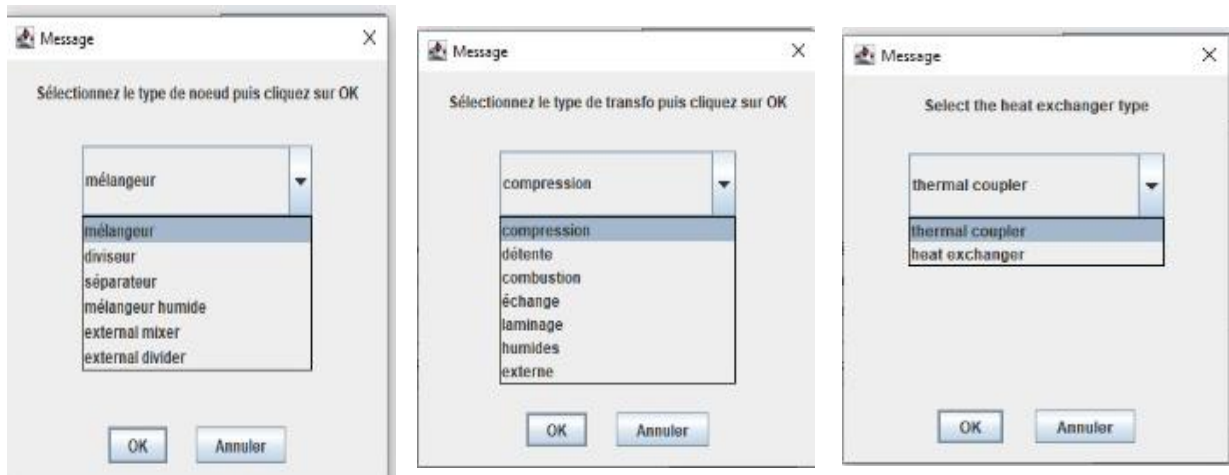 Message
Sélectionnez le type de noeud puis cliquez sur OK
mélangeur
mélangeur
diviseur
séparateur
mélangeur humide
external mixer
external divider
OK
Annuler
Message
Sélectionnez le type de transfo puis cliquez sur OK
compression
compression
détente
combustion
échange
laminage
humides
externe
OK
Annuler
Message
Select the heat exchanger type
thermal coupler
thermal coupler
heat exchanger
OK
Annuler